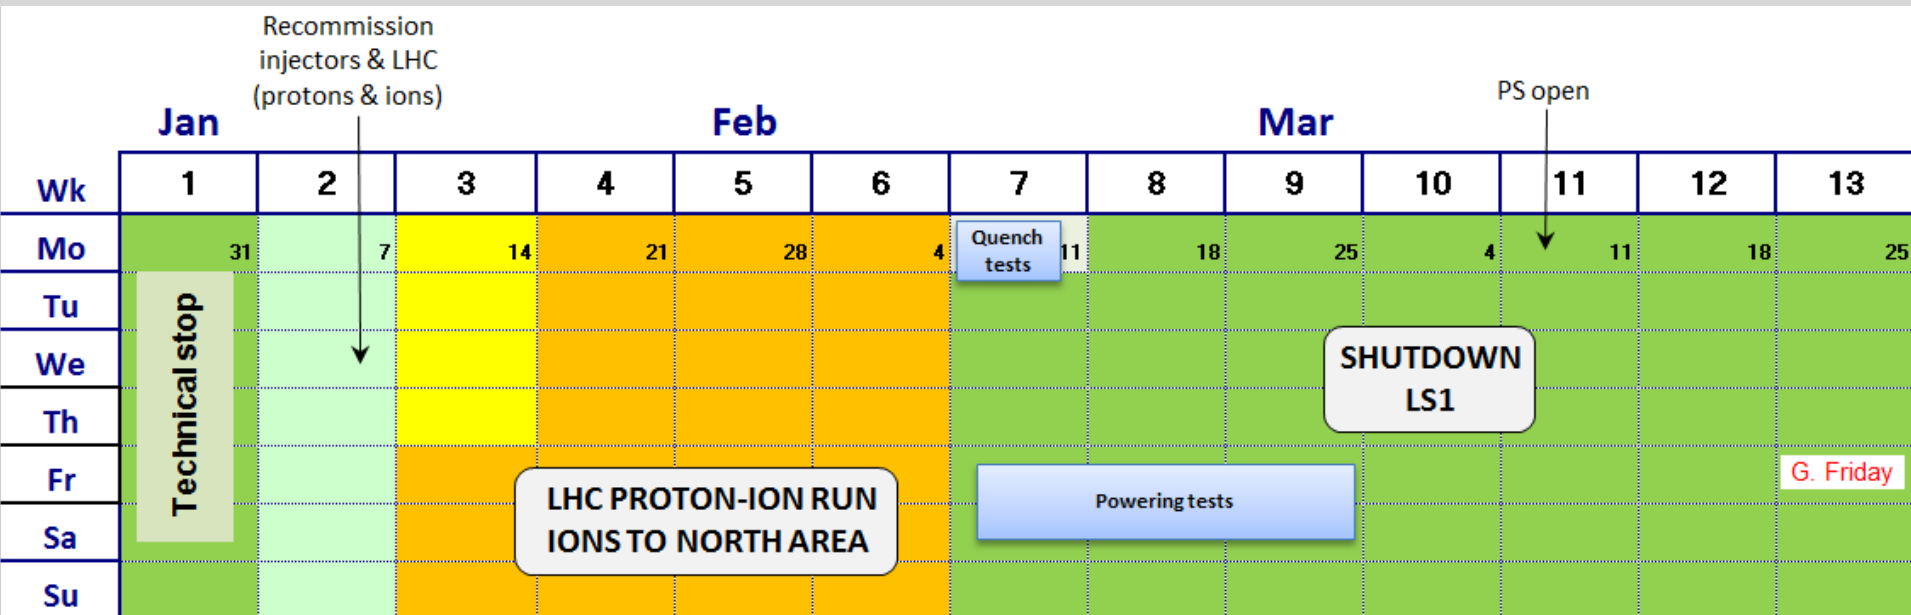 Recommission
injectors & LHC
(protons & ions)
PS open
Jan Feb Mar
Wk 1 2 3 4 5 6 7 8 9 10 11 12 13
Mo 31 7 14 21 28 4 11 18 25 4 11 18 25
Quench
tests
Tu
We
Th
Fr
Sa
Su
Technical stop
SHUTDOWN
LS1
G. Friday
LHC PROTON-ION RUN
IONS TO NORTH AREA
Powering tests